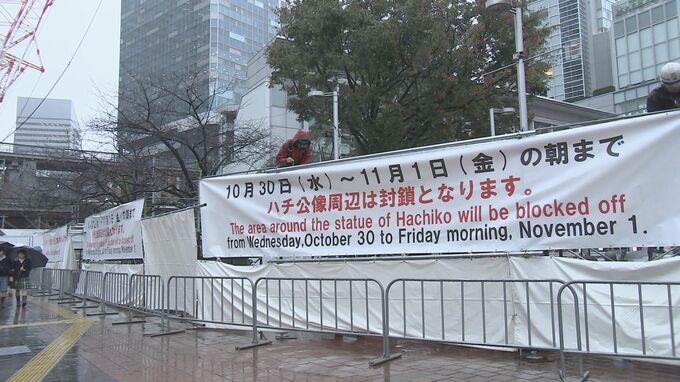 10月30日(水)~11月1日(金)の朝まで
ハチ公像周辺は封鎖となります。
The area around the statue of Hachiko will be blocked off
from Wednesday,October 30 to Friday morning, November 1.